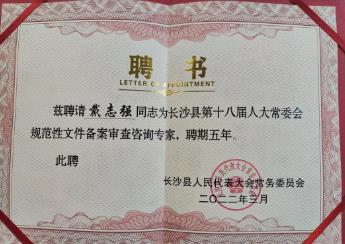 聘 书
LETTER OF APPOINTMENT
兹聘请戴志强同志为长沙县第十八届人大常委会
规范性文件备案审查咨询专家，聘期五年。
此聘
长沙县人民代表大会常务委员会
二〇二二年三月